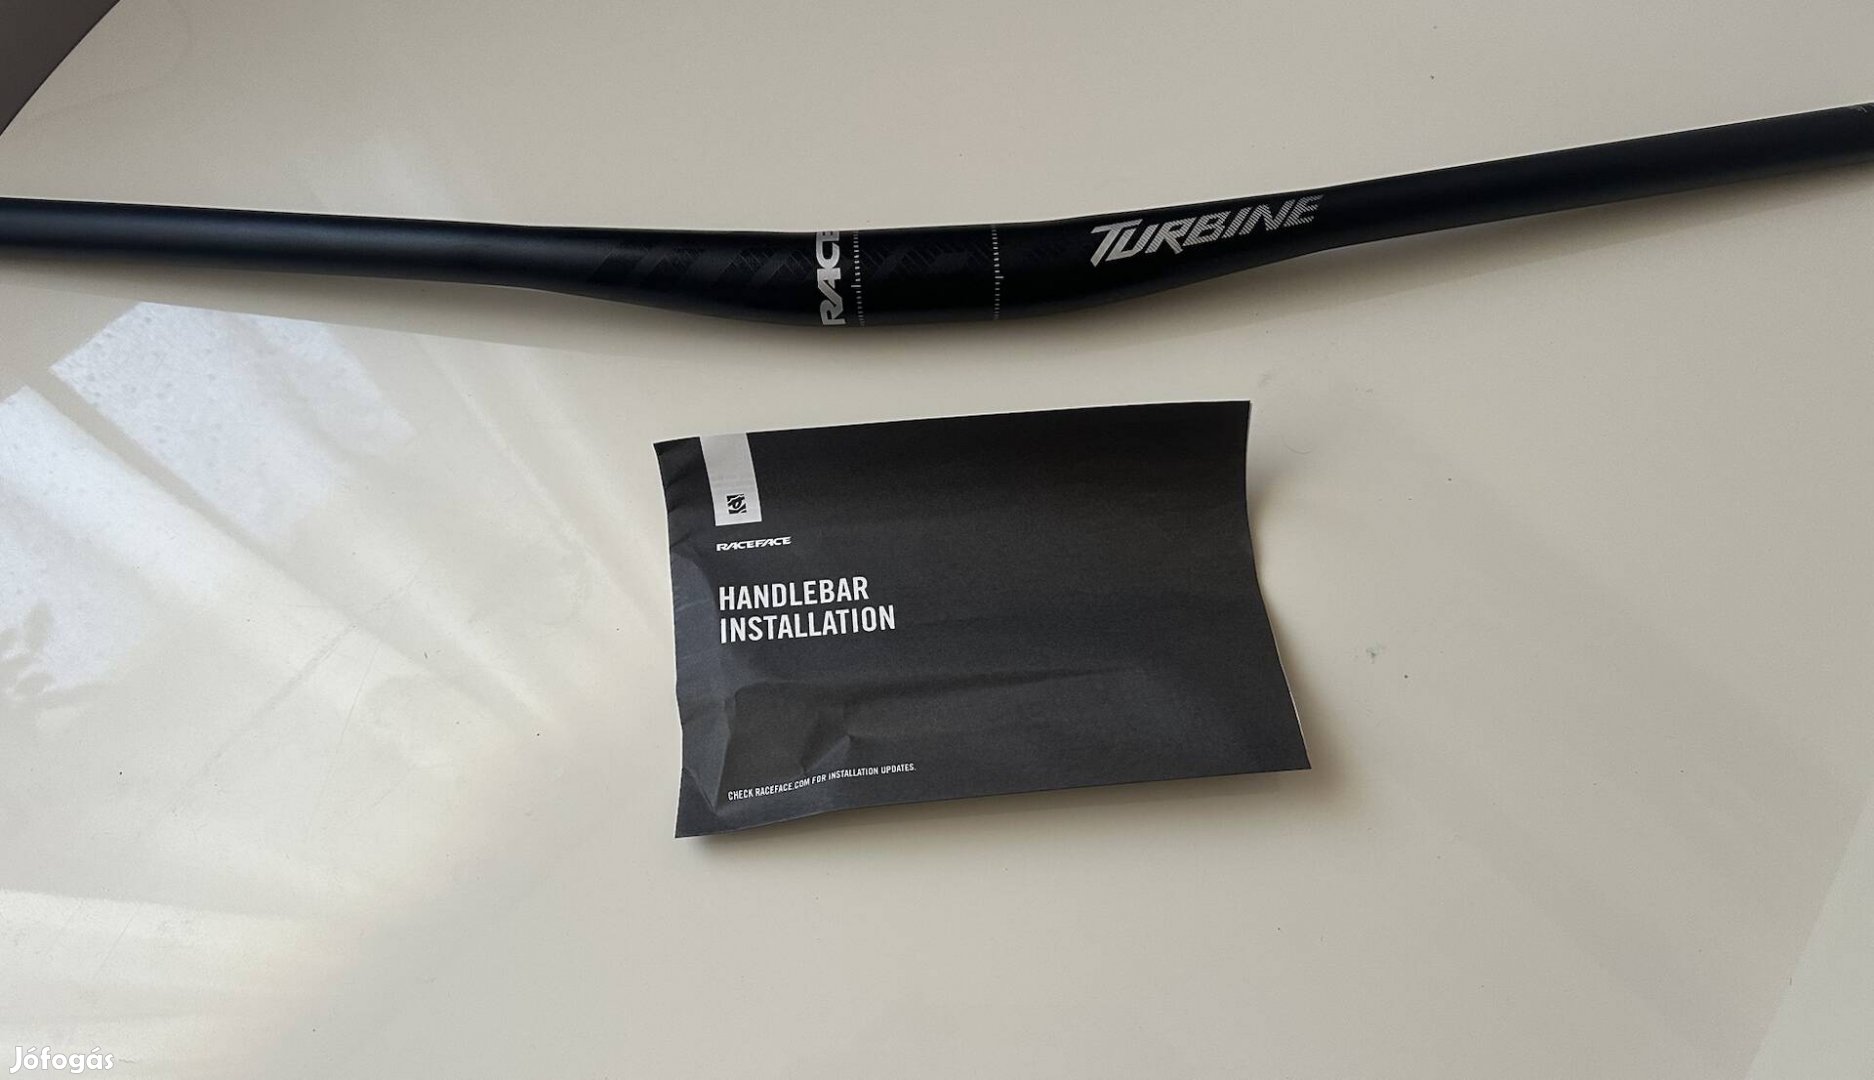 RACE
TURBINE
RACEFACE
HANDLEBAR
INSTALLATION
CHECK RACEFACE.COM FOR INSTALLATION UPDATES.
Jófogás